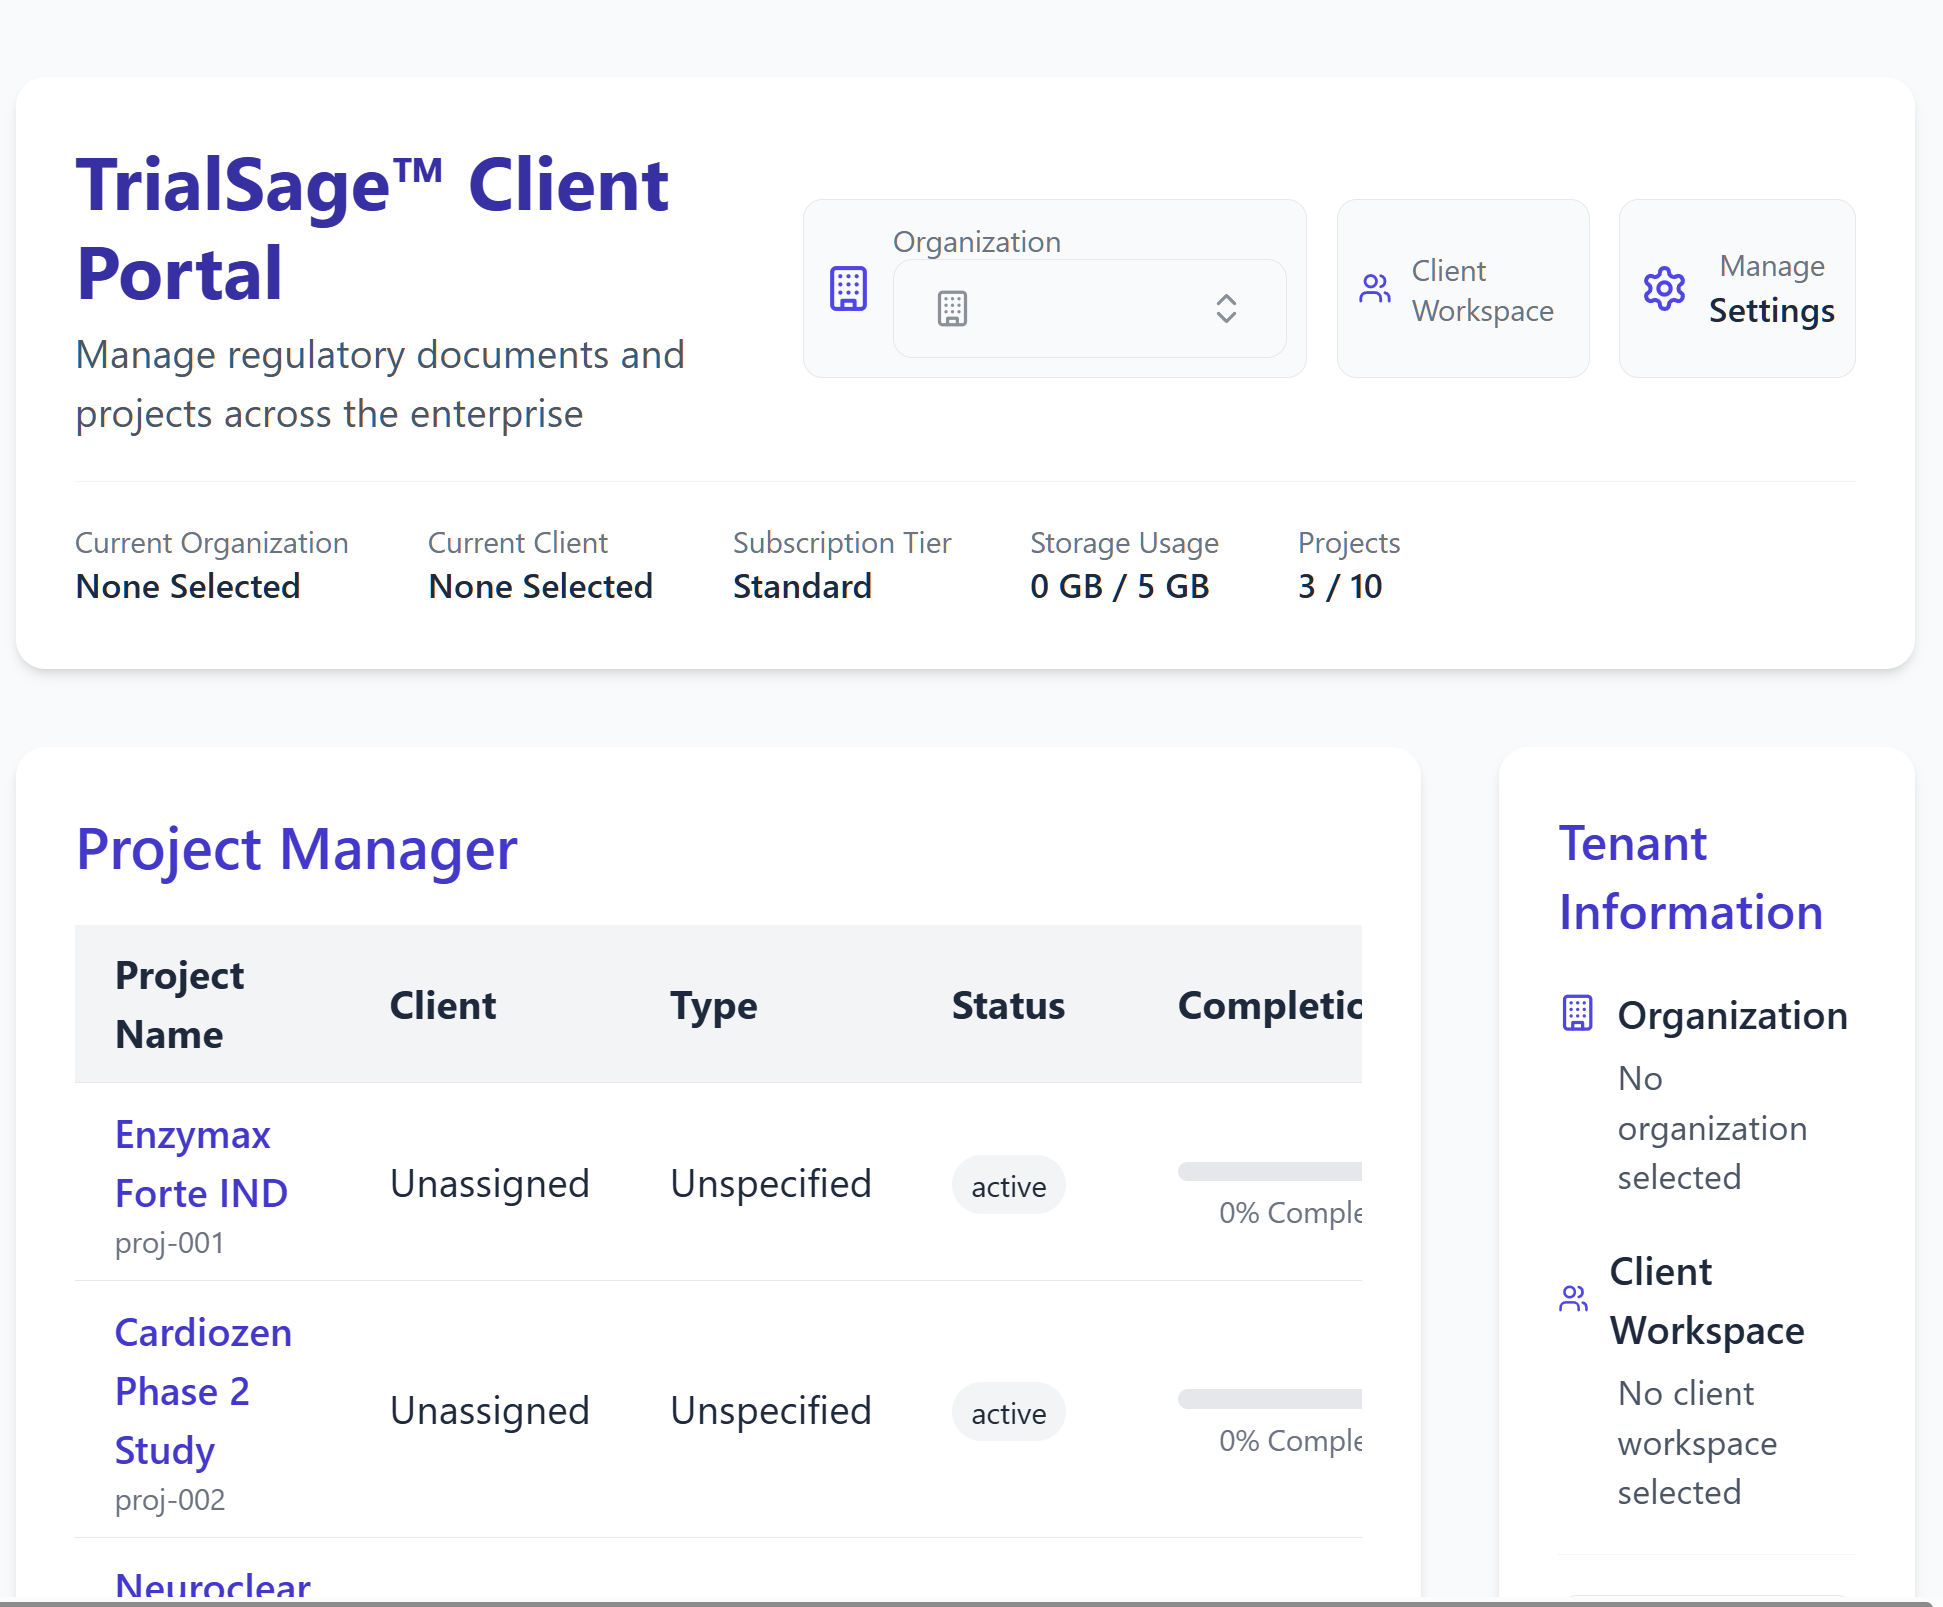 TrialSage™ Client
Portal
Manage regulatory documents and
projects across the enterprise
Organization
Client
Workspace
Manage
Settings
Current Organization
None Selected
Current Client
None Selected
Subscription Tier
Standard
Storage Usage
0 GB / 5 GB
Projects
3 / 10
Project Manager
Project
Name
Client
Type
Status
Completio
Enzymax
Forte IND
proj-001
Unassigned
Unspecified
active
0% Comple
Cardiozen
Phase 2
Study
proj-002
Unassigned
Unspecified
active
0% Comple
Neuroclear
Tenant
Information
Organization
No
organization
selected
Client
Workspace
No client
workspace
selected